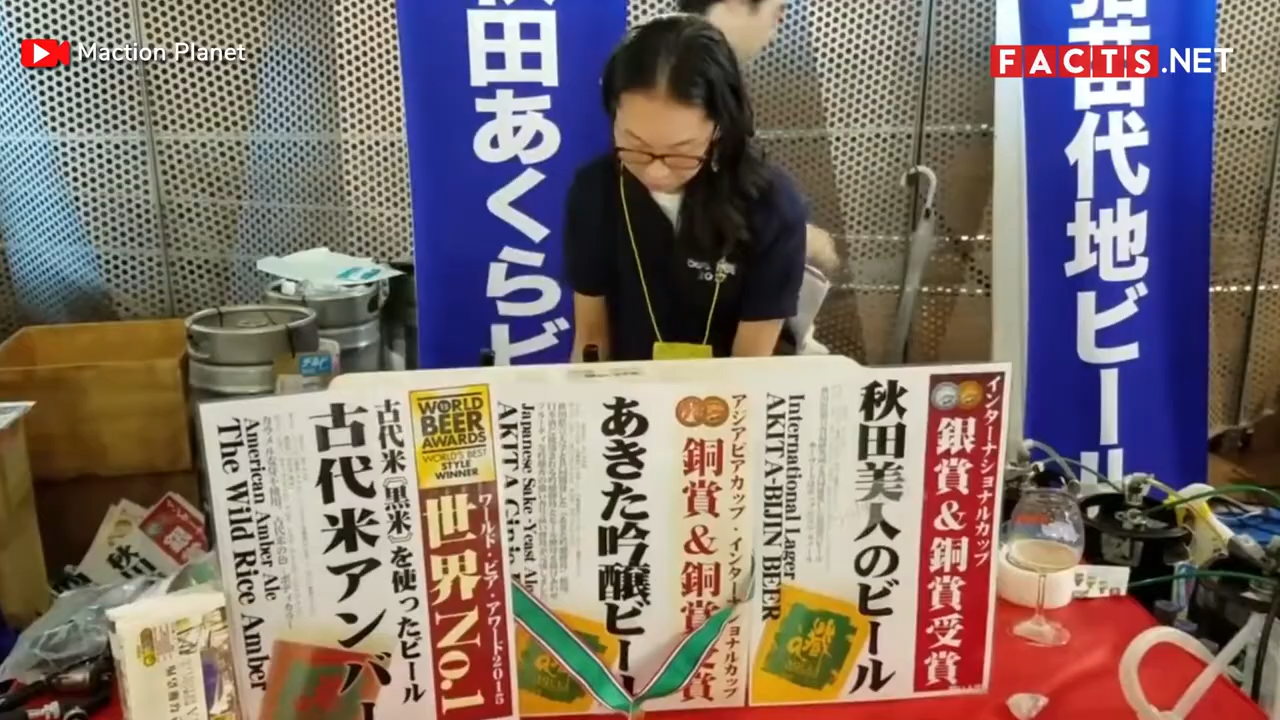 Maction Planet
FACTS.NET
秋田あくらビ
苗代地ビール
インターナショナルカップ
銀賞&銅賞受賞
秋田美人のビール
International Lager
AKITA-BIJIN BEER
アジアビアカップ・インターナショナルカップ
銅賞&銅賞受賞
あきた吟醸ビー
Japanese Sake-Yeast Ale
AKITA Ginjo
ワールド・ビア・アワード2015
世界No.1
WORLD
BEER
AWARDS
WORLD'S BEST
STYLE
WINNER
古代米〔黒米〕を使ったビール
古代米アンバー
American Amber Ale
The Wild Rice Amber